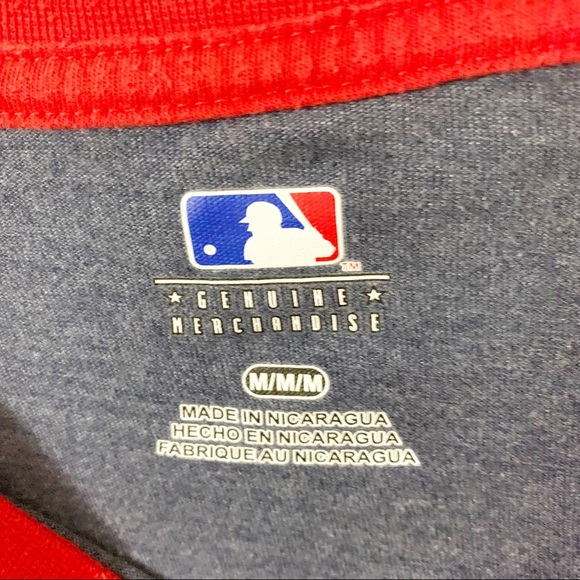 TM
★ GENUINE ★
MERCHANDISE
M/M/M
MADE IN NICARAGUA
HECHO EN NICARAGUA
FABRIQUE AU NICARAGUA